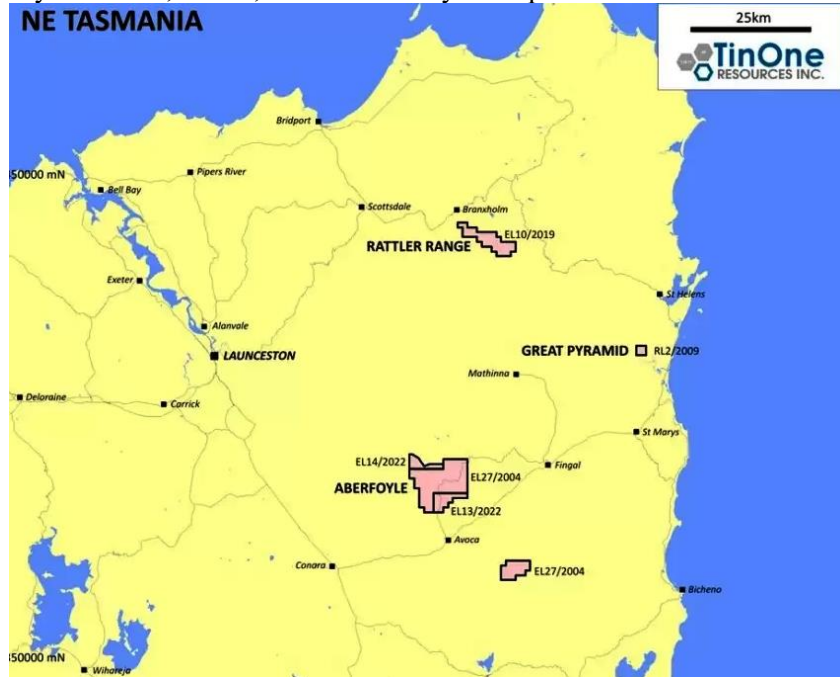 NE TASMANIA
25km
TinOne
RESOURCES INC.
Bridport
Pipers River
50000 mN
Bell Bay
Scottsdale
Branxholm
EL10/2019
RATTLER RANGE
Exeter
St Helens
Alanvale
LAUNCESTON
GREAT PYRAMID
RL2/2009
Mathinna
Deloraine
Carrick
St Marys
EL14/2022
Fingal
EL27/2004
ABERFOYLE
EL13/2022
Avoca
Conara
EL27/2004
Bicheno
350000 mN
Wihareja